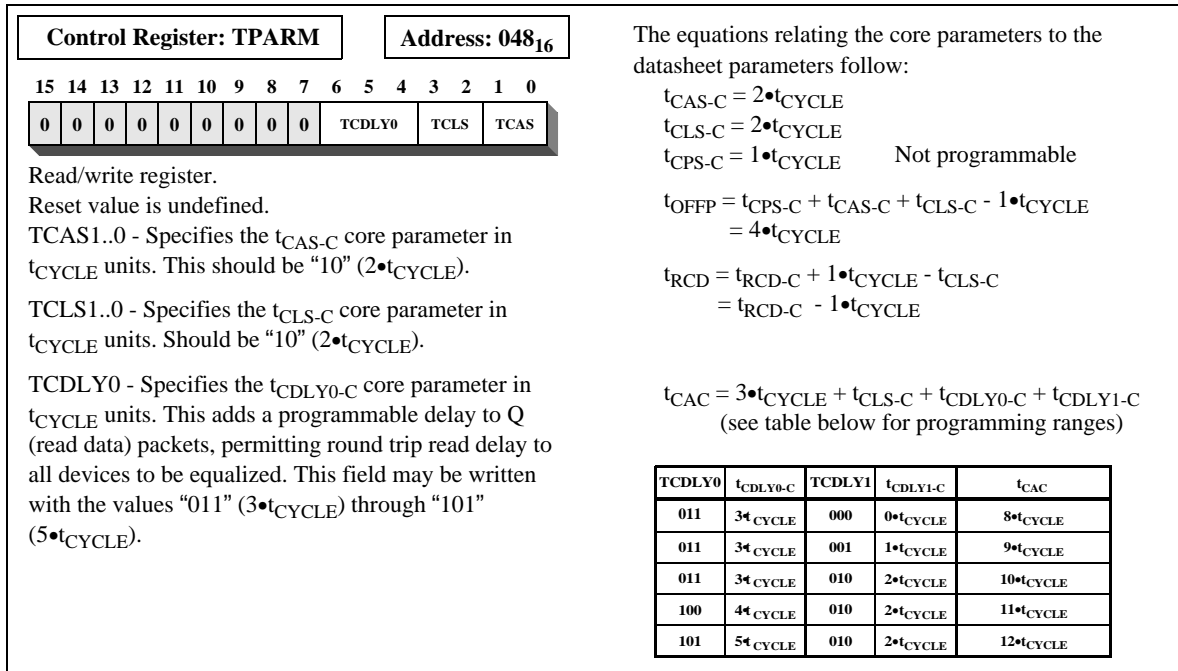 Control Register: TPARM
Address: 048₁₆
15 14 13 12 11 10 9 8 7 6 5 4 3 2 1 0
0 0 0 0 0 0 0 0 0 TCDLY0 TCLS TCAS
Read/write register.
Reset value is undefined.
TCAS1..0 - Specifies the tCAS-C core parameter in
tCYCLE units. This should be “10” (2•tCYCLE).
TCLS1..0 - Specifies the tCLS-C core parameter in
tCYCLE units. Should be “10” (2•tCYCLE).
TCDLY0 - Specifies the tCDLY0-C core parameter in
tCYCLE units. This adds a programmable delay to Q
(read data) packets, permitting round trip read delay to
all devices to be equalized. This field may be written
with the values “011” (3•tCYCLE) through “101”
(5•tCYCLE).
The equations relating the core parameters to the
datasheet parameters follow:
tCAS-C = 2•tCYCLE
tCLS-C = 2•tCYCLE
tCPS-C = 1•tCYCLE Not programmable
tOFFP = tCPS-C + tCAS-C + tCLS-C - 1•tCYCLE
= 4•tCYCLE
tRCD = tRCD-C + 1•tCYCLE - tCLS-C
= tRCD-C - 1•tCYCLE
tCAC = 3•tCYCLE + tCLS-C + tCDLY0-C + tCDLY1-C
(see table below for programming ranges)
TCDLY0 tCDLY0-C TCDLY1 tCDLY1-C tCAC
011 3•tCYCLE 000 0•tCYCLE 8•tCYCLE
011 3•tCYCLE 001 1•tCYCLE 9•tCYCLE
011 3•tCYCLE 010 2•tCYCLE 10•tCYCLE
100 4•tCYCLE 010 2•tCYCLE 11•tCYCLE
101 5•tCYCLE 010 2•tCYCLE 12•tCYCLE